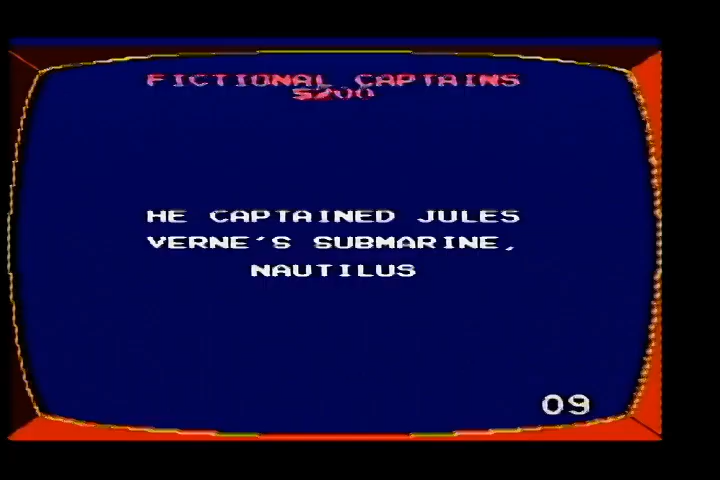 FICTIONAL CAPTAINS
$200
HE CAPTAINED JULES
VERNE'S SUBMARINE,
NAUTILUS
09